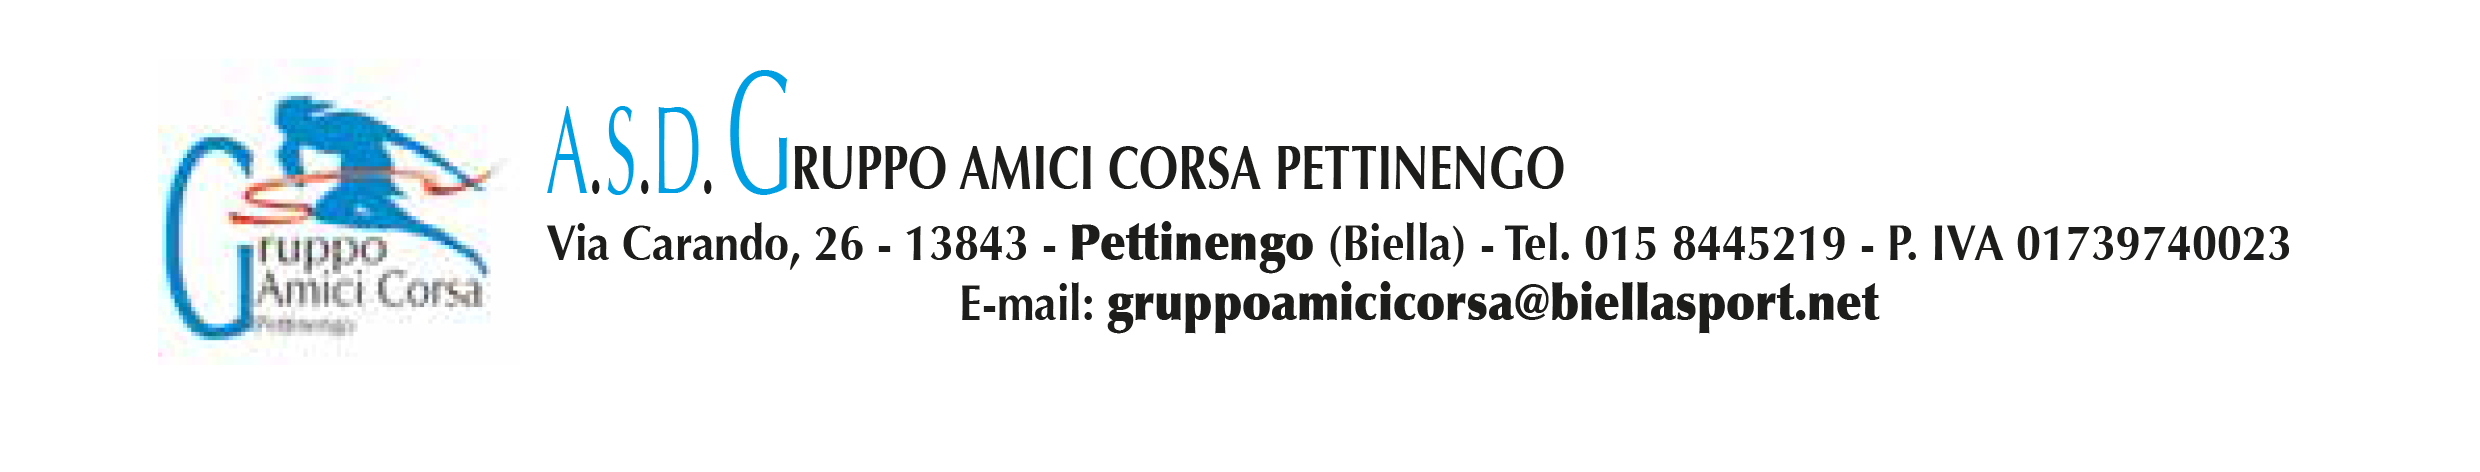 Gruppo
Amici Corsa
Pettinengo
A.S.D. GRUPPO AMICI CORSA PETTINENGO
Via Carando, 26 - 13843 - Pettinengo (Biella) - Tel. 015 8445219 - P. IVA 01739740023
E-mail: gruppoamicicorsa@biellasport.net